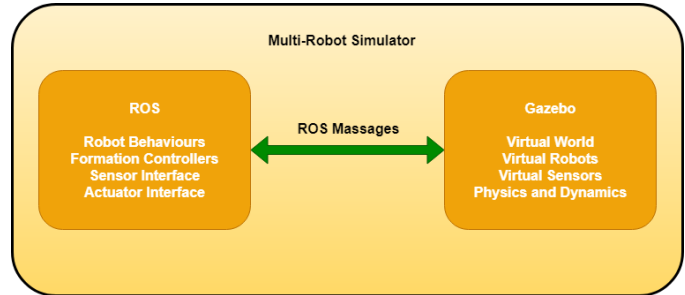 Multi-Robot Simulator
ROS
Robot Behaviours
Formation Controllers
Sensor Interface
Actuator Interface
ROS Massages
Gazebo
Virtual World
Virtual Robots
Virtual Sensors
Physics and Dynamics